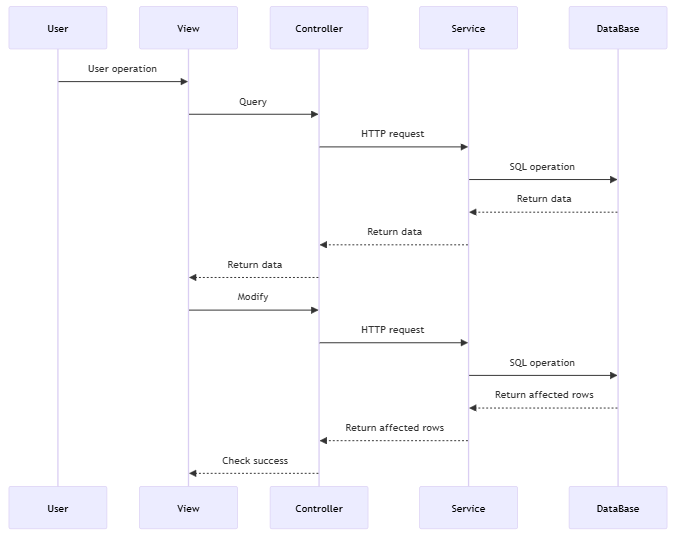 User View Controller Service DataBase
User operation
Query
HTTP request
SQL operation
Return data
Return data
Return data
Modify
HTTP request
SQL operation
Return affected rows
Return affected rows
Check success
User View Controller Service DataBase